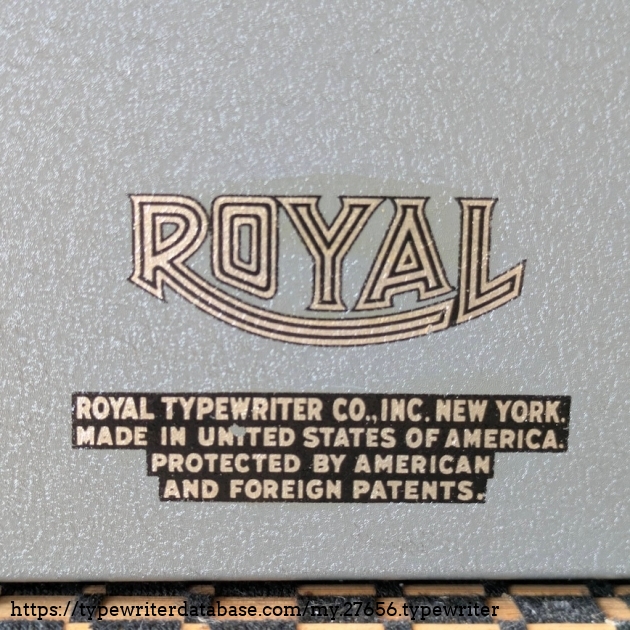 ROYAL
ROYAL TYPEWRITER CO., INC. NEW YORK.
MADE IN UNITED STATES OF AMERICA.
PROTECTED BY AMERICAN
AND FOREIGN PATENTS.
https://typewriterdatabase.com/my.27656.typewriter